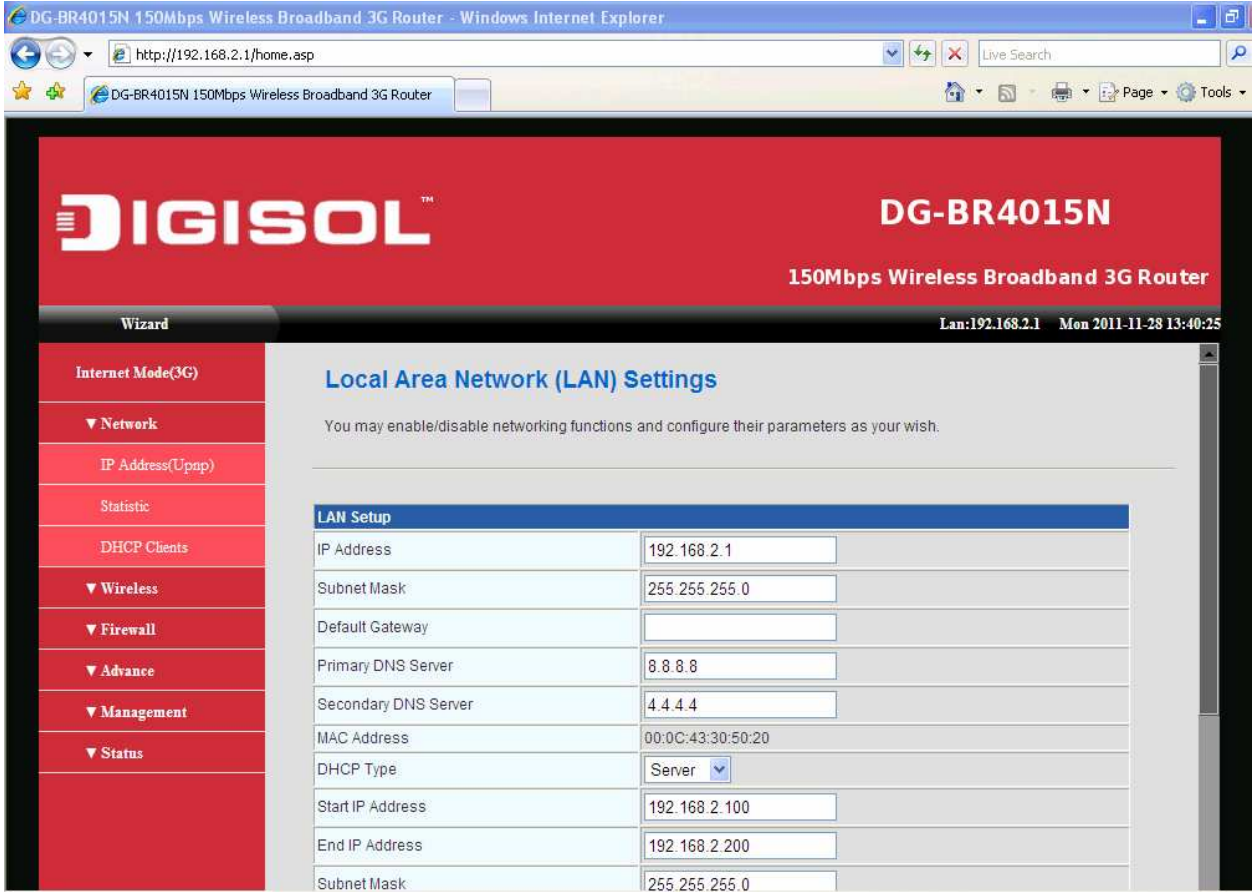 DG-BR4015N 150Mbps Wireless Broadband 3G Router - Windows Internet Explorer
http://192.168.2.1/home.asp
Live Search
DG-BR4015N 150Mbps Wireless Broadband 3G Router
Page
Tools
DIGISOL™
DG-BR4015N
150Mbps Wireless Broadband 3G Router
Wizard
Lan:192.168.2.1 Mon 2011-11-28 13:40:25
Internet Mode(3G)
▼ Network
IP Address(Upnp)
Statistic
DHCP Clients
▼ Wireless
▼ Firewall
▼ Advance
▼ Management
▼ Status
Local Area Network (LAN) Settings
You may enable/disable networking functions and configure their parameters as your wish.
LAN Setup
IP Address 192.168.2.1
Subnet Mask 255.255.255.0
Default Gateway
Primary DNS Server 8.8.8.8
Secondary DNS Server 4.4.4.4
MAC Address 00:0C:43:30:50:20
DHCP Type Server
Start IP Address 192.168.2.100
End IP Address 192.168.2.200
Subnet Mask 255.255.255.0